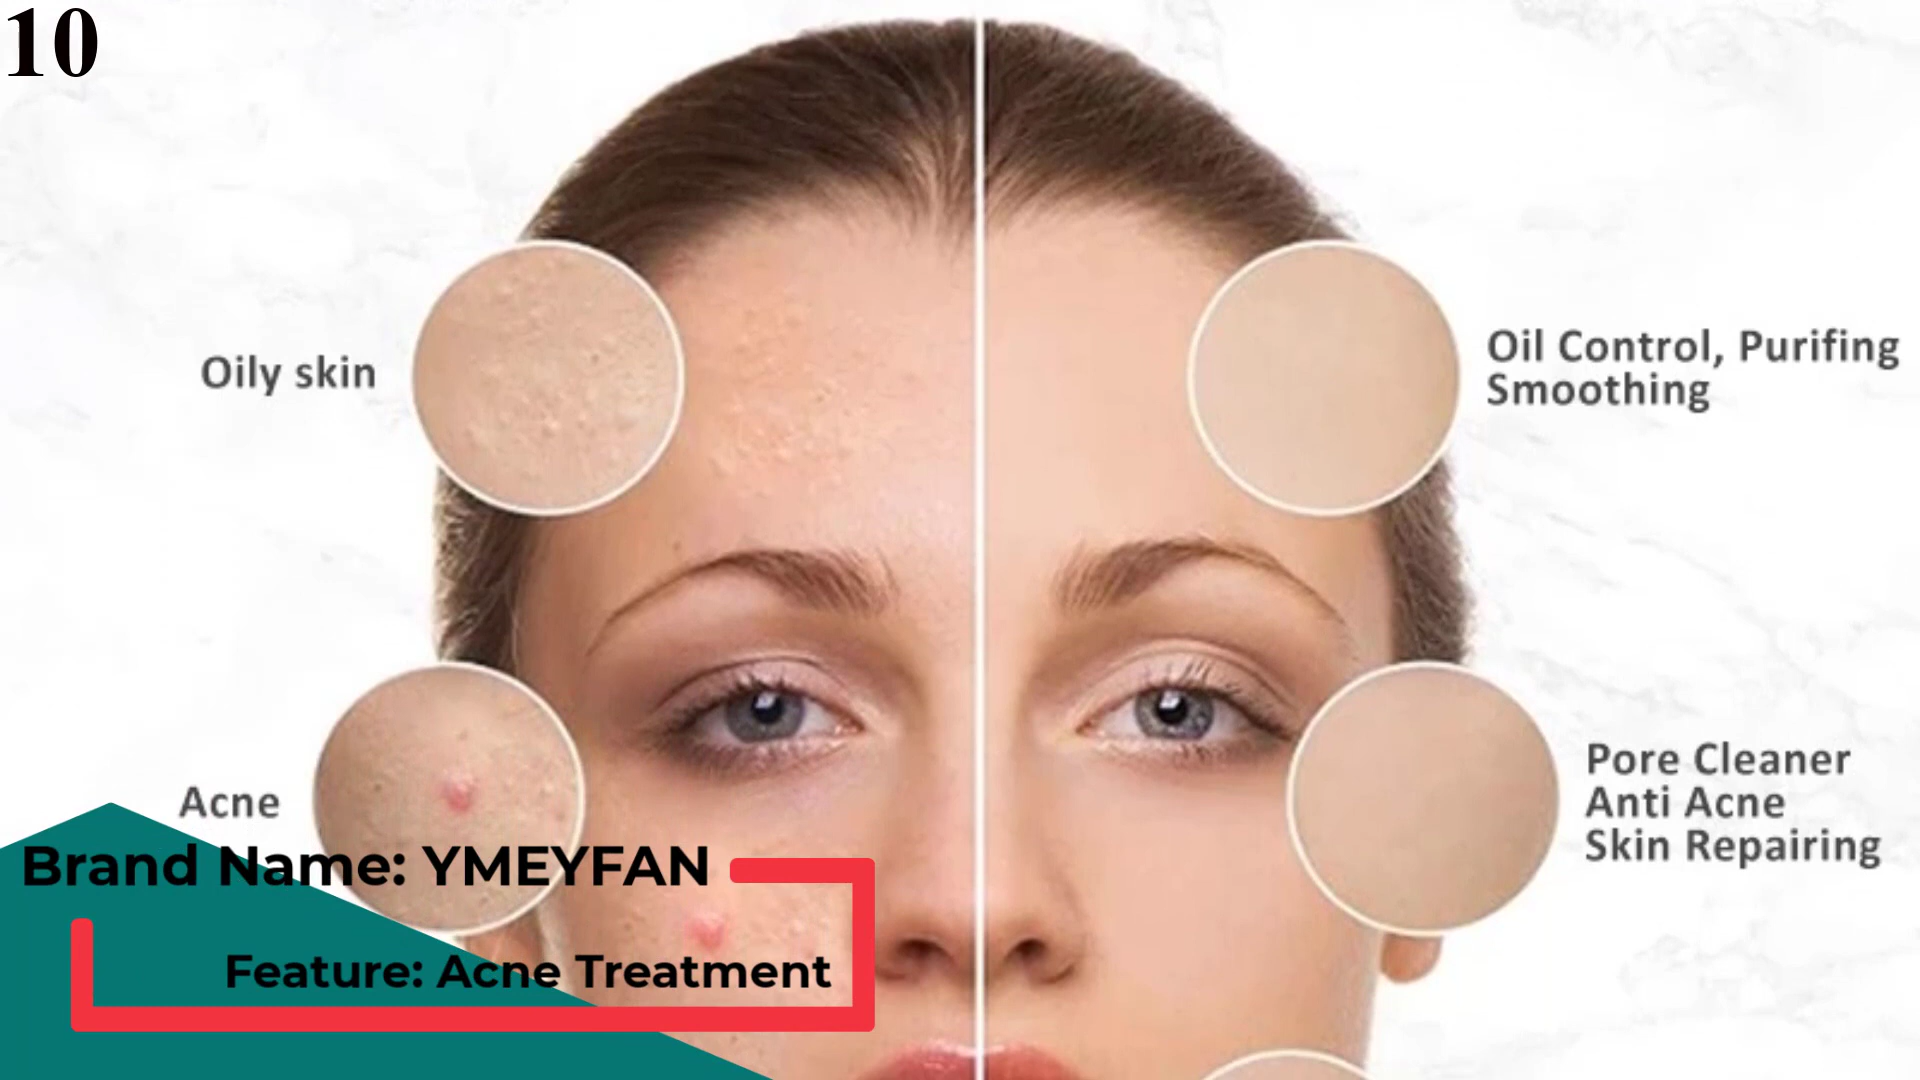 10
Oily skin
Oil Control, Purifing
Smoothing
Acne
Pore Cleaner
Anti Acne
Skin Repairing
Brand Name: YMEYFAN
Feature: Acne Treatment